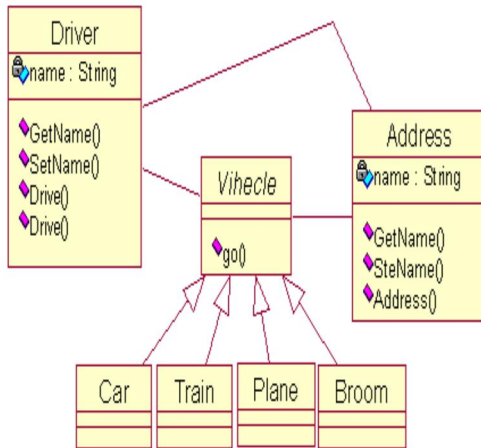 Driver
name : String
GetName()
SetName()
Drive()
Drive()
Address
name : String
GetName()
SteName()
Address()
Vihecle
go()
Car
Train
Plane
Broom